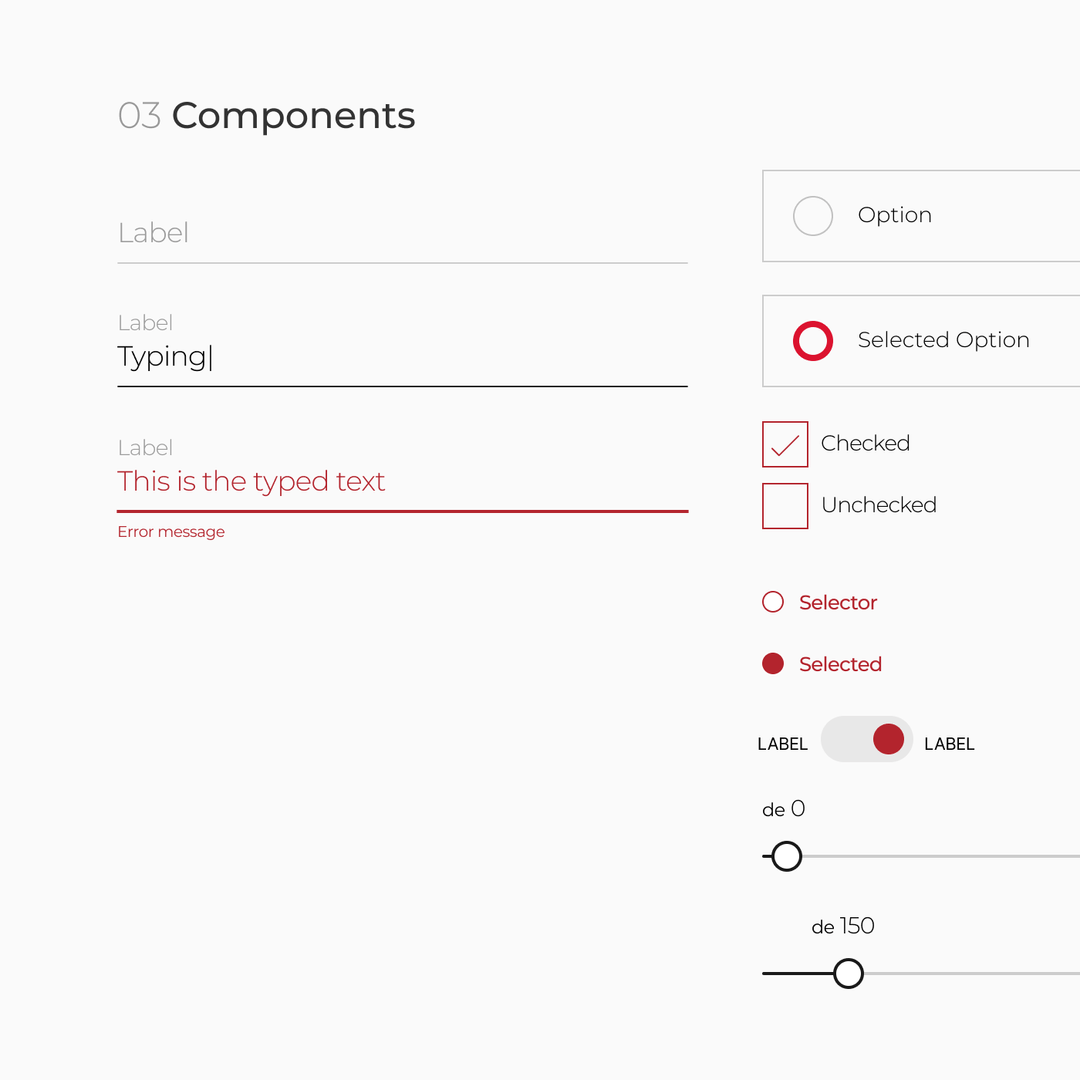 03 Components
Label
Label
Typing|
Label
This is the typed text
Error message
Option
Selected Option
Checked
Unchecked
Selector
Selected
LABEL LABEL
de 0
de 150